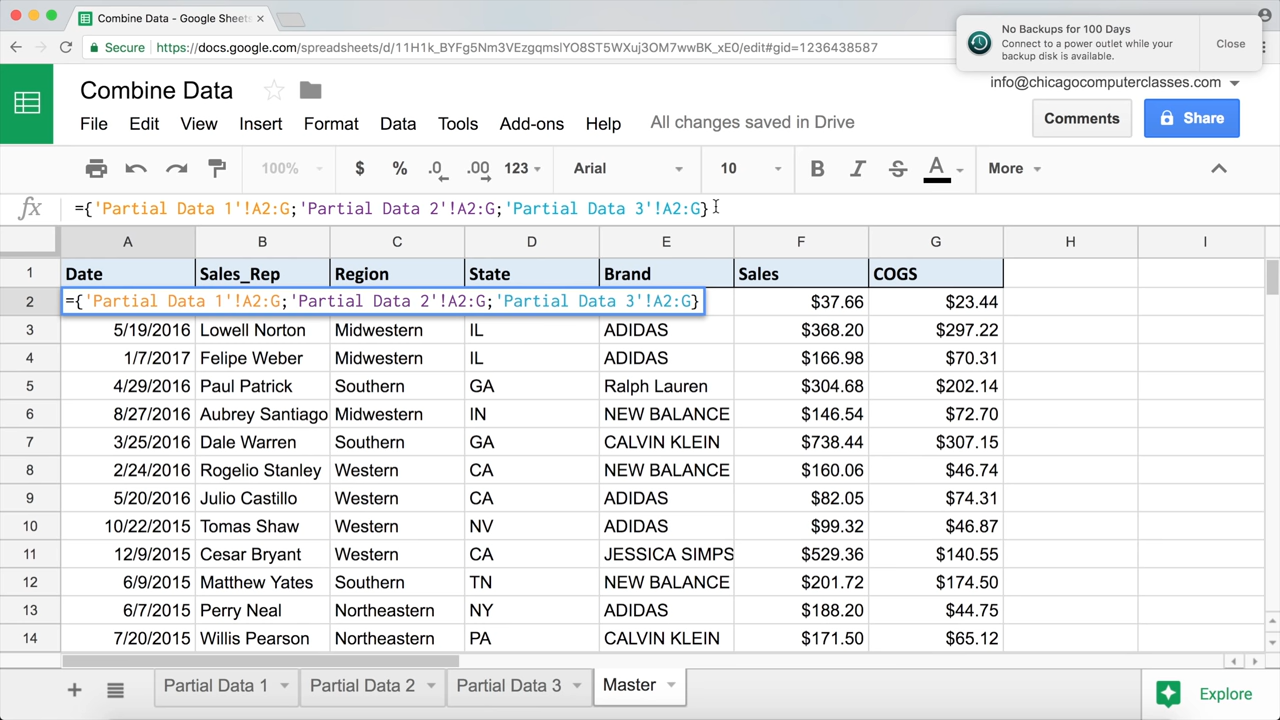 Combine Data - Google Sheets
No Backups for 100 Days
Connect to a power outlet while your
backup disk is available.
Close
Secure https://docs.google.com/spreadsheets/d/11H1k_BYFg5Nm3VEzgqmslYO8ST5WXuj3OM7wwBK_xE0/edit#gid=1236438587
Combine Data
info@chicagocomputerclasses.com
File Edit View Insert Format Data Tools Add-ons Help All changes saved in Drive
Comments Share
100% $ % .0 .00 123 Arial 10 B I S A More
fx ={'Partial Data 1'!A2:G;'Partial Data 2'!A2:G;'Partial Data 3'!A2:G}
A B C D E F G H I
1 Date Sales_Rep Region State Brand Sales COGS
2 ={'Partial Data 1'!A2:G;'Partial Data 2'!A2:G;'Partial Data 3'!A2:G} $37.66 $23.44
3 5/19/2016 Lowell Norton Midwestern IL ADIDAS $368.20 $297.22
4 1/7/2017 Felipe Weber Midwestern IL ADIDAS $166.98 $70.31
5 4/29/2016 Paul Patrick Southern GA Ralph Lauren $304.68 $202.14
6 8/27/2016 Aubrey Santiago Midwestern IN NEW BALANCE $146.54 $72.70
7 3/25/2016 Dale Warren Southern GA CALVIN KLEIN $738.44 $307.15
8 2/24/2016 Rogelio Stanley Western CA NEW BALANCE $160.06 $46.74
9 5/20/2016 Julio Castillo Western CA ADIDAS $82.05 $74.31
10 10/22/2015 Tomas Shaw Western NV ADIDAS $99.32 $46.87
11 12/9/2015 Cesar Bryant Western CA JESSICA SIMPS $529.36 $140.55
12 6/9/2015 Matthew Yates Southern TN NEW BALANCE $201.72 $174.50
13 6/7/2015 Perry Neal Northeastern NY ADIDAS $188.20 $44.75
14 7/20/2015 Willis Pearson Northeastern PA CALVIN KLEIN $171.50 $65.12
Partial Data 1 Partial Data 2 Partial Data 3 Master Explore